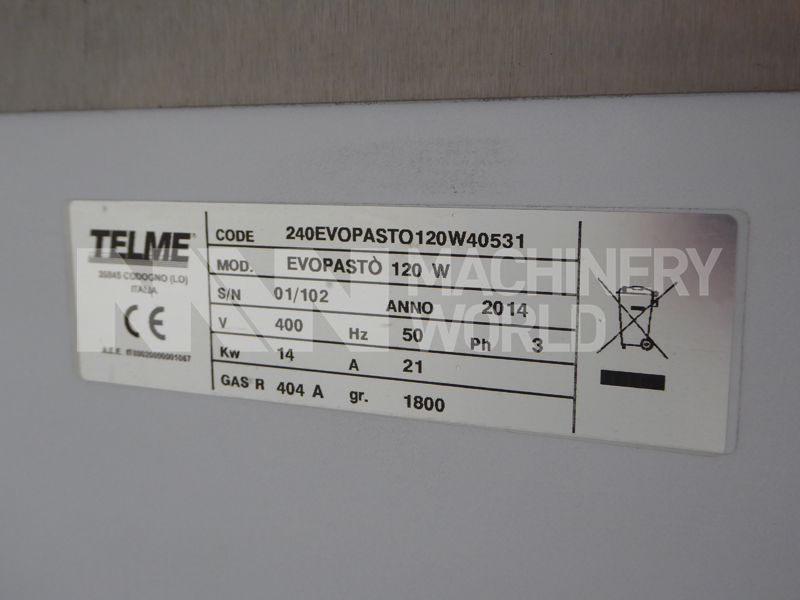 TELME
26845 CODOGNO (LO)
ITALIA
CE
CODE 240EVOPASTO120W40531
MOD. EVOPASTÒ 120 W
S/N 01/102 ANNO 2014
V 400 Hz 50 Ph 3
Kw 14 A 21
GAS R 404 A gr. 1800
A.E.E.
MACHINERY
WORLD